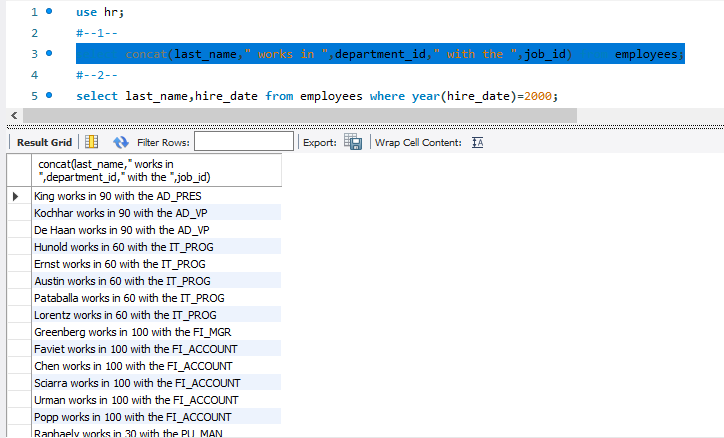 1 use hr;
2 #--1--
3 concat(last_name," works in ",department_id," with the ",job_id) employees;
4 #--2--
5 select last_name,hire_date from employees where year(hire_date)=2000;
Result Grid Filter Rows: Export: Wrap Cell Content: IA
concat(last_name," works in
",department_id," with the ",job_id)
King works in 90 with the AD_PRES
Kochhar works in 90 with the AD_VP
De Haan works in 90 with the AD_VP
Hunold works in 60 with the IT_PROG
Ernst works in 60 with the IT_PROG
Austin works in 60 with the IT_PROG
Pataballa works in 60 with the IT_PROG
Lorentz works in 60 with the IT_PROG
Greenberg works in 100 with the FI_MGR
Faviet works in 100 with the FI_ACCOUNT
Chen works in 100 with the FI_ACCOUNT
Sciarra works in 100 with the FI_ACCOUNT
Urman works in 100 with the FI_ACCOUNT
Popp works in 100 with the FI_ACCOUNT
Raphaely works in 30 with the PU_MAN